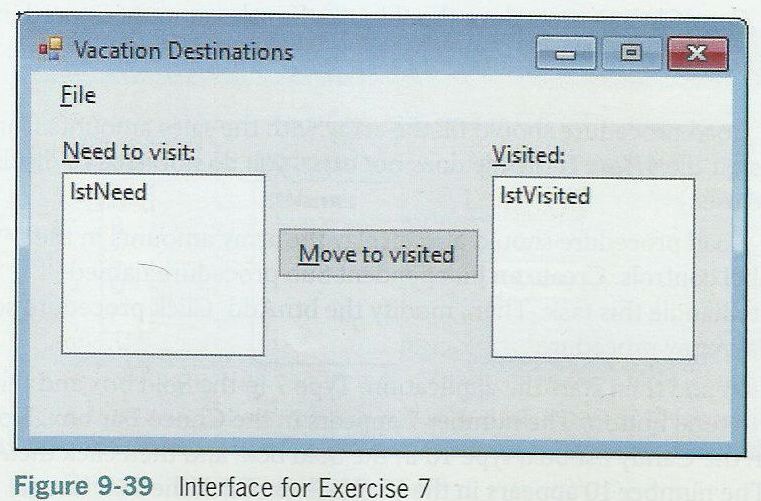 Vacation Destinations
File
Need to visit:
Visited:
lstNeed
lstVisited
Move to visited
Figure 9-39 Interface for Exercise 7